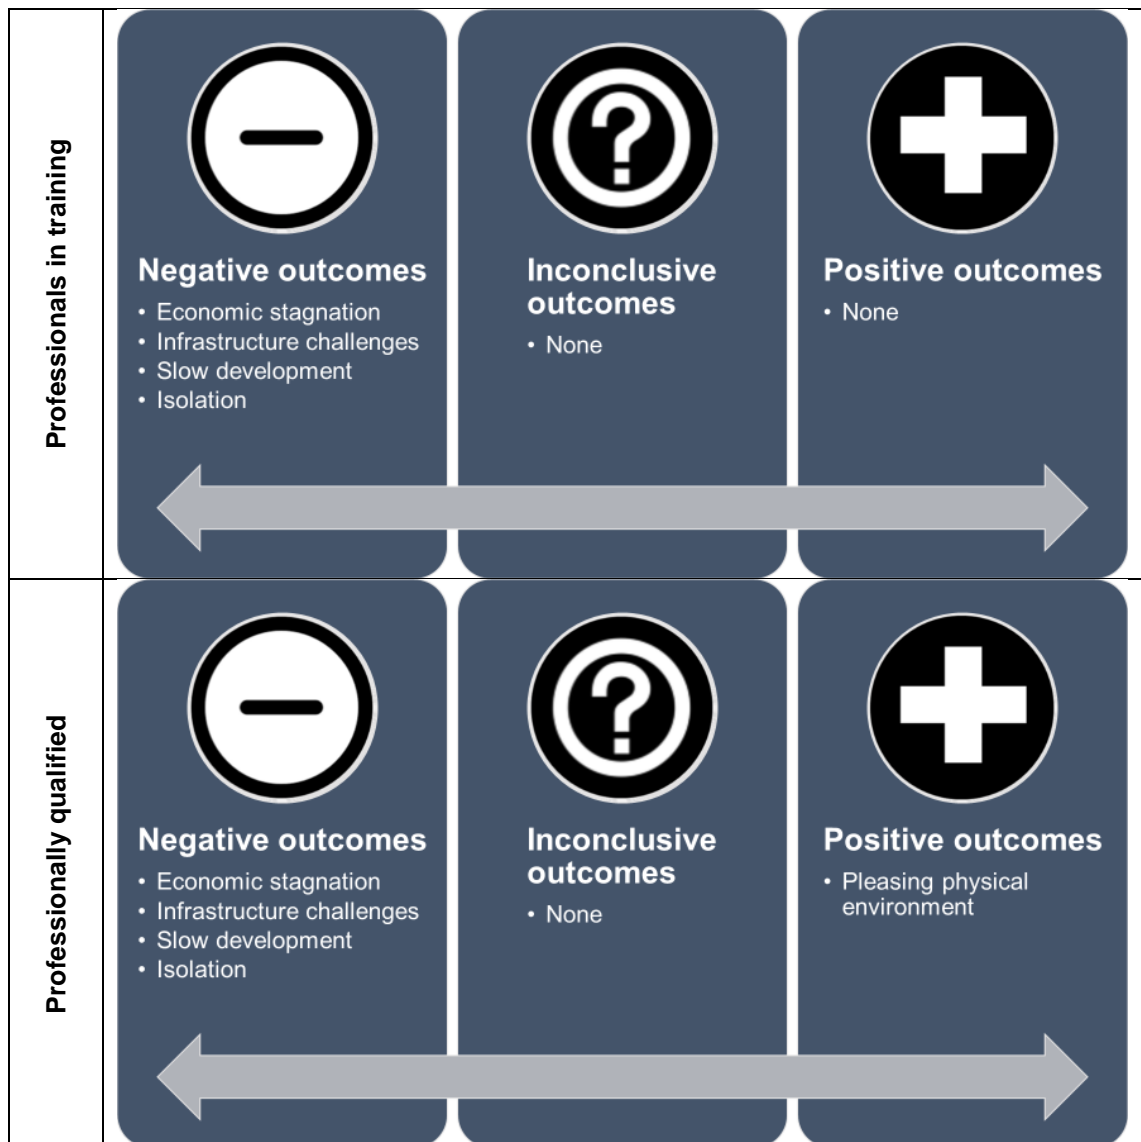 Professionals in training
Negative outcomes
• Economic stagnation
• Infrastructure challenges
• Slow development
• Isolation
Inconclusive
outcomes
• None
Positive outcomes
• None
Professionally qualified
Negative outcomes
• Economic stagnation
• Infrastructure challenges
• Slow development
• Isolation
Inconclusive
outcomes
• None
Positive outcomes
• Pleasing physical
environment